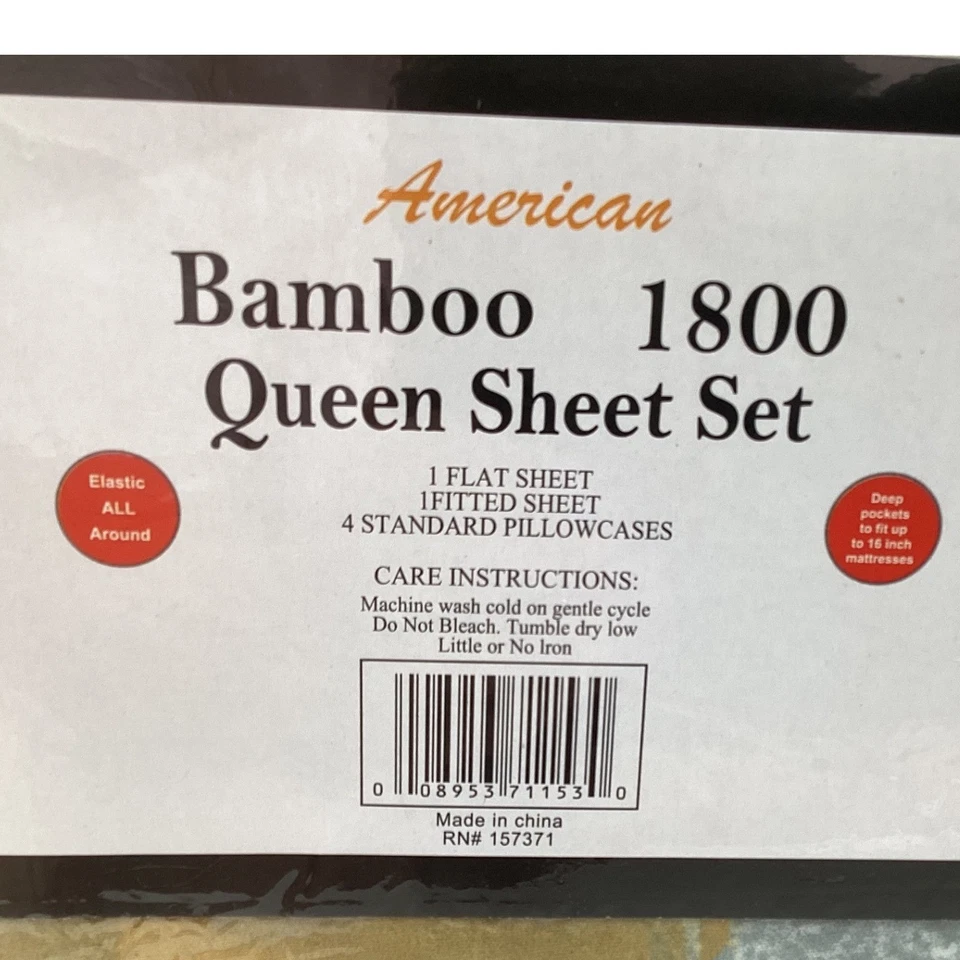 American
Bamboo 1800
Queen Sheet Set
Elastic
ALL
Around
1 FLAT SHEET
1FITTED SHEET
4 STANDARD PILLOWCASES
Deep
pockets
to fit up
to 16 inch
mattresses
CARE INSTRUCTIONS:
Machine wash cold on gentle cycle
Do Not Bleach. Tumble dry low
Little or No Iron
0 08953 71153 0
Made in china
RN# 157371